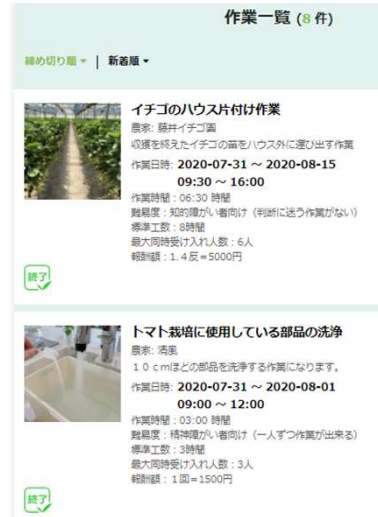 作業一覧 (8 件)
締め切り順 ▾ | 新着順 ▾
イチゴのハウス片付け作業
農家: 藤井イチゴ園
収穫を終えたイチゴの苗をハウス外に運び出す作業
作業日時: 2020-07-31 ～ 2020-08-15
09:30 ～ 16:00
作業時間：06:30 時間
難易度：知的障がい者向け（判断に迷う作業がない）
標準工数：8時間
最大同時受け入れ人数：6人
報酬額：1.4反=5000円
終了
トマト栽培に使用している部品の洗浄
農家: 清風
10cmほどの部品を洗浄する作業になります。
作業日時: 2020-07-31 ～ 2020-08-01
09:00 ～ 12:00
作業時間：03:00 時間
難易度：精神障がい者向け（一人ずつ作業が出来る）
標準工数：3時間
最大同時受け入れ人数：3人
報酬額：1回=1500円
終了